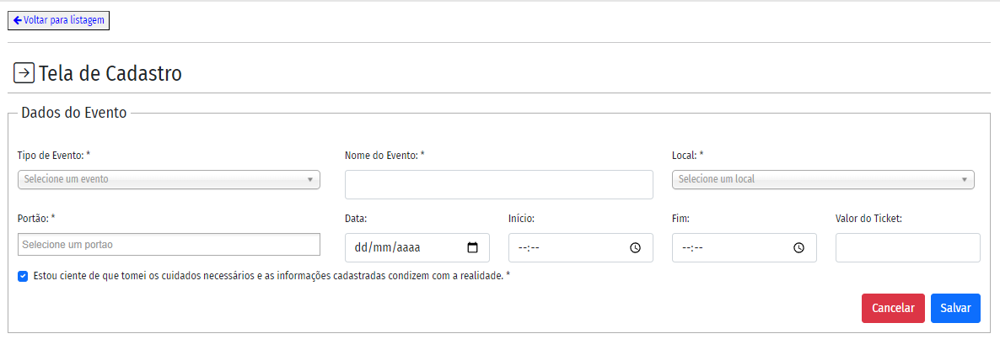 Voltar para listagem
Tela de Cadastro
Dados do Evento
Tipo de Evento: * Nome do Evento: * Local: *
Selecione um evento Selecione um local
Portão: * Data: Início: Fim: Valor do Ticket:
Selecione um portao dd/mm/aaaa --:-- --:--
Estou ciente de que tomei os cuidados necessários e as informações cadastradas condizem com a realidade. *
Cancelar Salvar